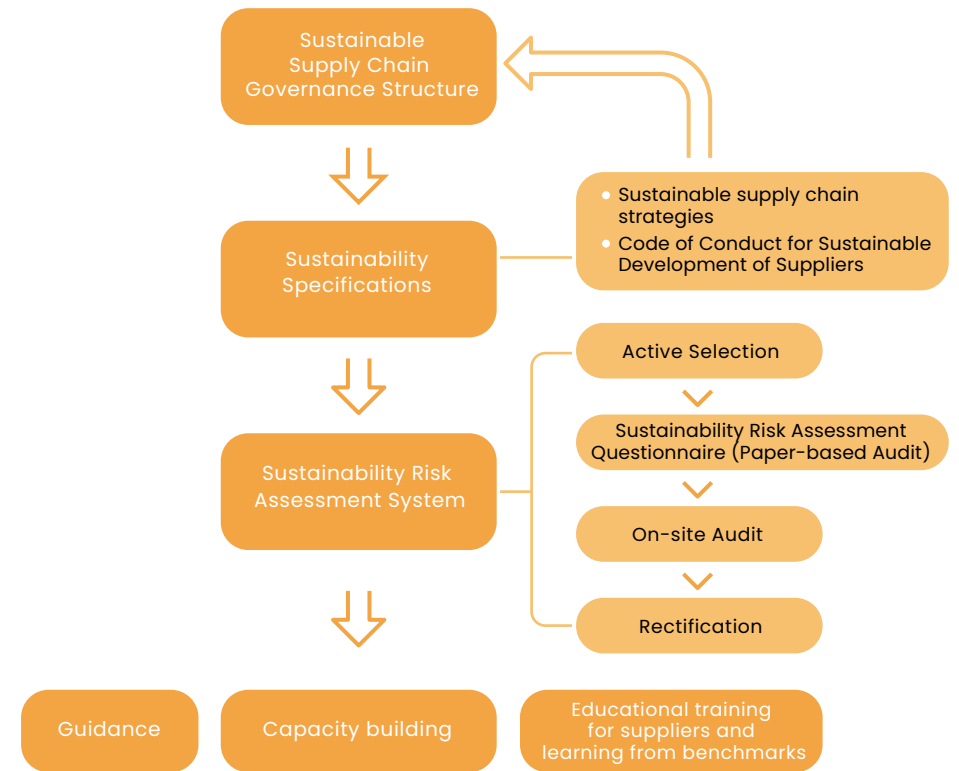 Sustainable
Supply Chain
Governance Structure
Sustainable supply chain
strategies
Code of Conduct for Sustainable
Development of Suppliers
Sustainability
Specifications
Active Selection
Sustainability Risk Assessment
Questionnaire (Paper-based Audit)
Sustainability Risk
Assessment System
On-site Audit
Rectification
Guidance
Capacity building
Educational training
for suppliers and
learning from benchmarks